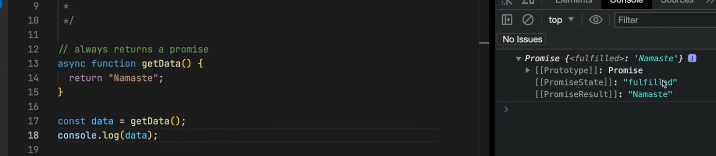 Elements Console Sources
top Filter
No Issues
9 *
10 */
11
12 // always returns a promise
13 async function getData() {
14 return "Namaste";
15 }
16
17 const data = getData();
18 console.log(data);
19
Promise {<fulfilled>: 'Namaste'} i
[[Prototype]]: Promise
[[PromiseState]]: "fulfilled"
[[PromiseResult]]: "Namaste"